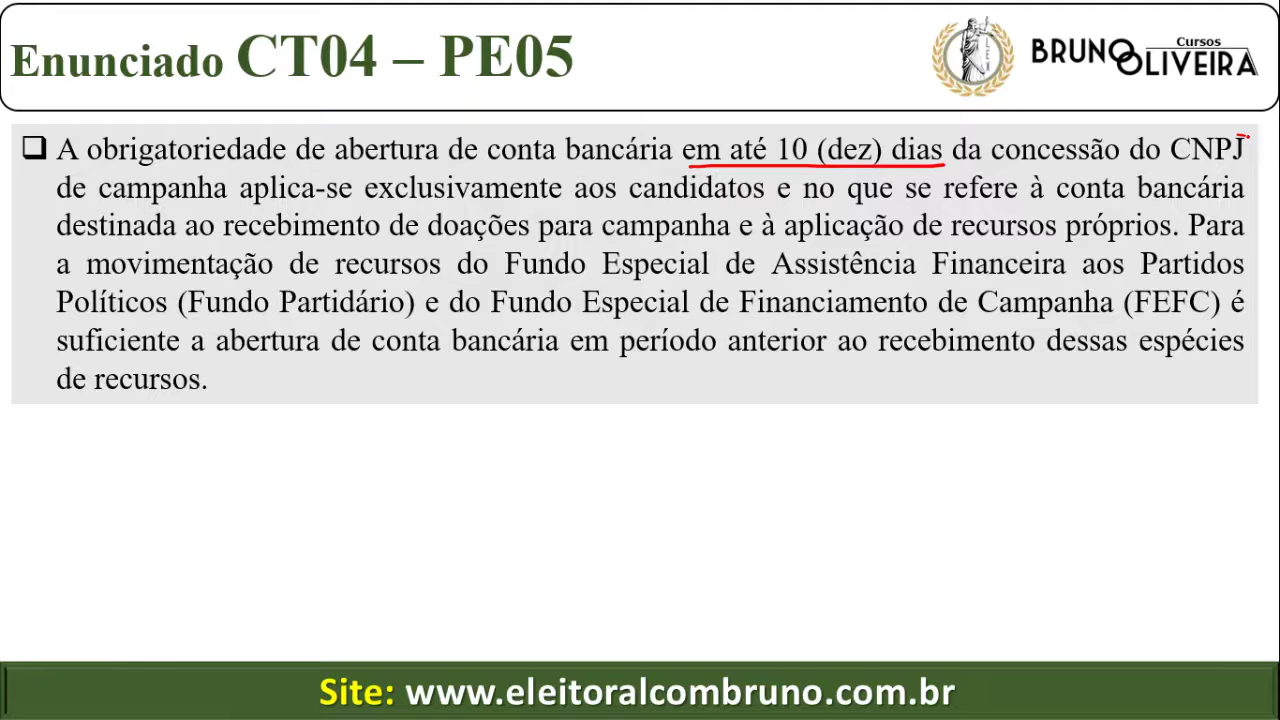 Enunciado CT04 – PE05
Cursos
BRUNO OLIVEIRA
A obrigatoriedade de abertura de conta bancária em até 10 (dez) dias da concessão do CNPJ
de campanha aplica-se exclusivamente aos candidatos e no que se refere à conta bancária
destinada ao recebimento de doações para campanha e à aplicação de recursos próprios. Para
a movimentação de recursos do Fundo Especial de Assistência Financeira aos Partidos
Políticos (Fundo Partidário) e do Fundo Especial de Financiamento de Campanha (FEFC) é
suficiente a abertura de conta bancária em período anterior ao recebimento dessas espécies
de recursos.
Site: www.eleitoralcombruno.com.br